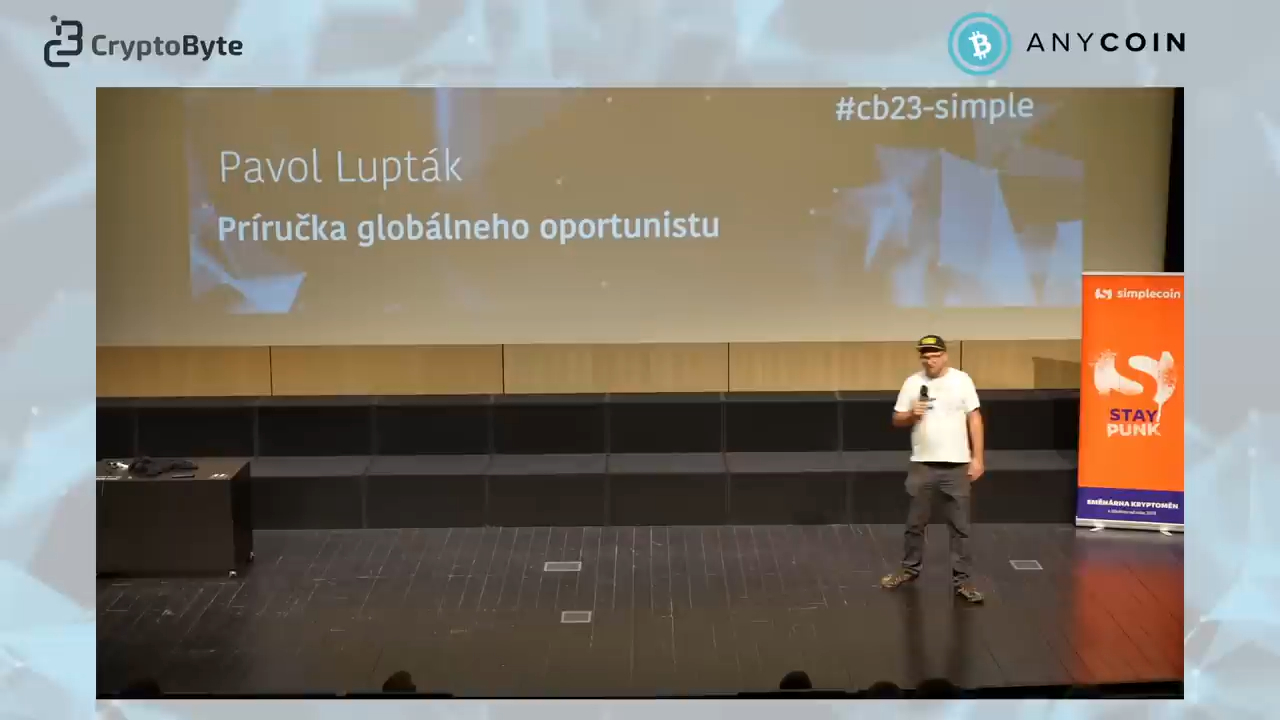 CryptoByte
ANYCOIN
#cb23-simple
Pavol Lupták
Príručka globálneho oportunistu
simplecoin
STAY
PUNK
SMĚNÁRNA KRYPTOMĚN